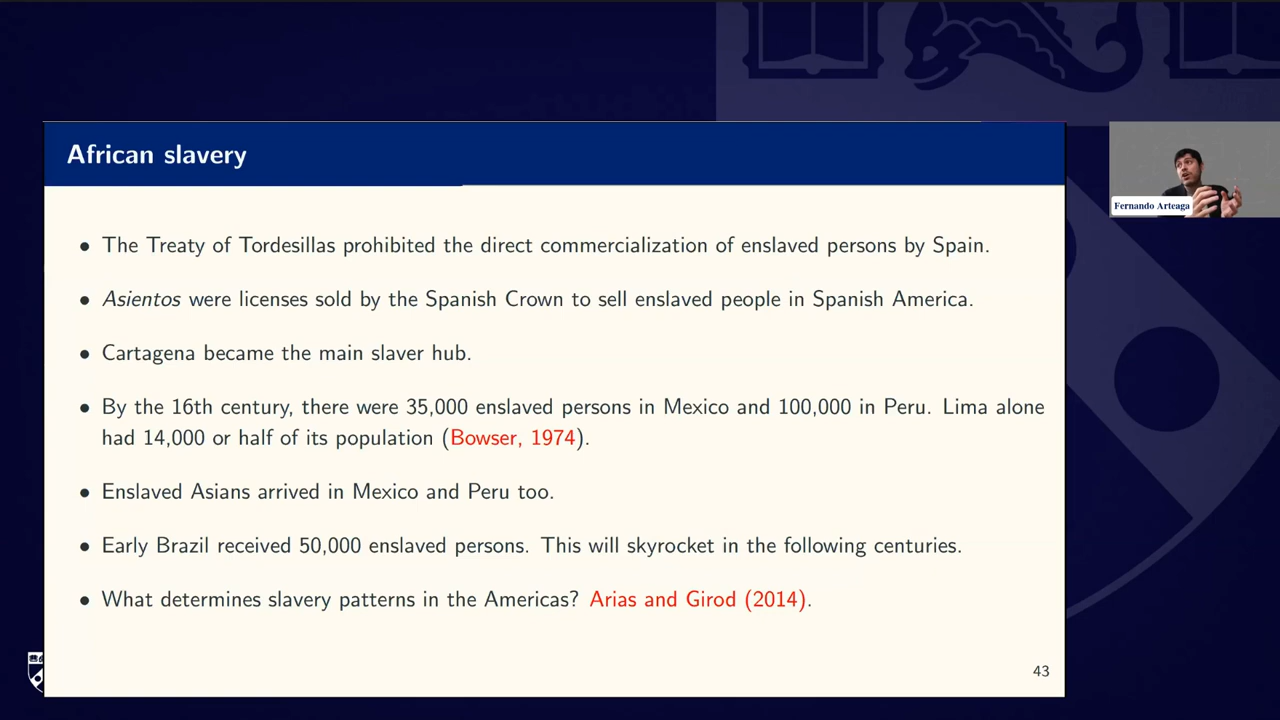 African slavery
Fernando Arteaga
• The Treaty of Tordesillas prohibited the direct commercialization of enslaved persons by Spain.
• Asientos were licenses sold by the Spanish Crown to sell enslaved people in Spanish America.
• Cartagena became the main slaver hub.
• By the 16th century, there were 35,000 enslaved persons in Mexico and 100,000 in Peru. Lima alone
had 14,000 or half of its population (Bowser, 1974).
• Enslaved Asians arrived in Mexico and Peru too.
• Early Brazil received 50,000 enslaved persons. This will skyrocket in the following centuries.
• What determines slavery patterns in the Americas? Arias and Girod (2014).
43